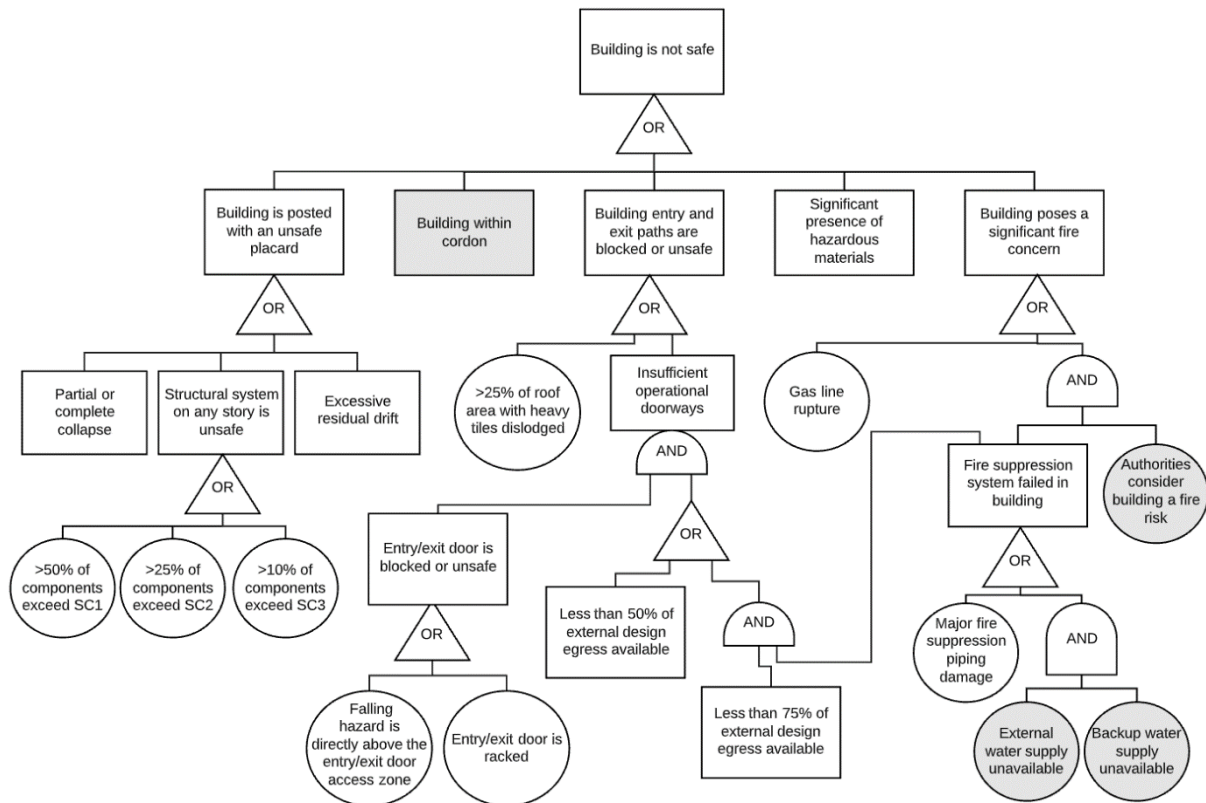 Building is not safe
OR
Building is posted
with an unsafe
placard
Building within
cordon
Building entry and
exit paths are
blocked or unsafe
Significant
presence of
hazardous
materials
Building poses a
significant fire
concern
OR
OR
OR
Partial or
complete
collapse
Structural system
on any story is
unsafe
Excessive
residual drift
>25% of roof
area with heavy
tiles dislodged
Insufficient
operational
doorways
Gas line
rupture
AND
AND
OR
Fire suppression
system failed in
building
Authorities
consider
building a fire
risk
>50% of
components
exceed SC1
>25% of
components
exceed SC2
>10% of
components
exceed SC3
Entry/exit door is
blocked or unsafe
OR
OR
Less than 50% of
external design
egress available
AND
Major fire
suppression
piping
damage
AND
OR
Falling
hazard is
directly above the
entry/exit door
access zone
Entry/exit door is
racked
Less than 75% of
external design
egress available
External
water supply
unavailable
Backup water
supply
unavailable